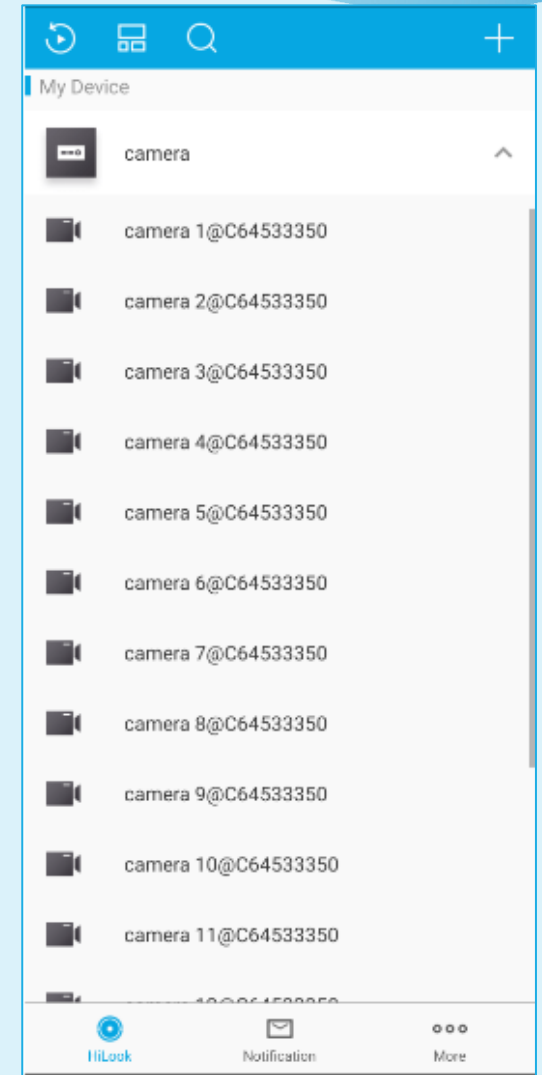 My Device
camera
camera 1@C64533350
camera 2@C64533350
camera 3@C64533350
camera 4@C64533350
camera 5@C64533350
camera 6@C64533350
camera 7@C64533350
camera 8@C64533350
camera 9@C64533350
camera 10@C64533350
camera 11@C64533350
HiLook
Notification
More